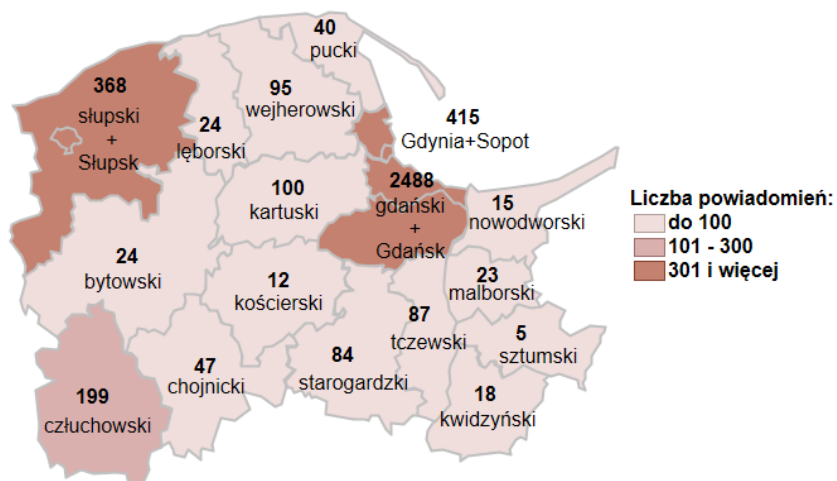 40
pucki
368
słupski
+
Słupsk
95
wejherowski
24
lęborski
415
Gdynia+Sopot
100
kartuski
2488
gdański
+
Gdańsk
15
nowodworski
24
bytowski
12
kościerski
23
malborski
87
tczewski
5
sztumski
47
chojnicki
84
starogardzki
199
człuchowski
18
kwidzyński
Liczba powiadomień:
do 100
101 - 300
301 i więcej